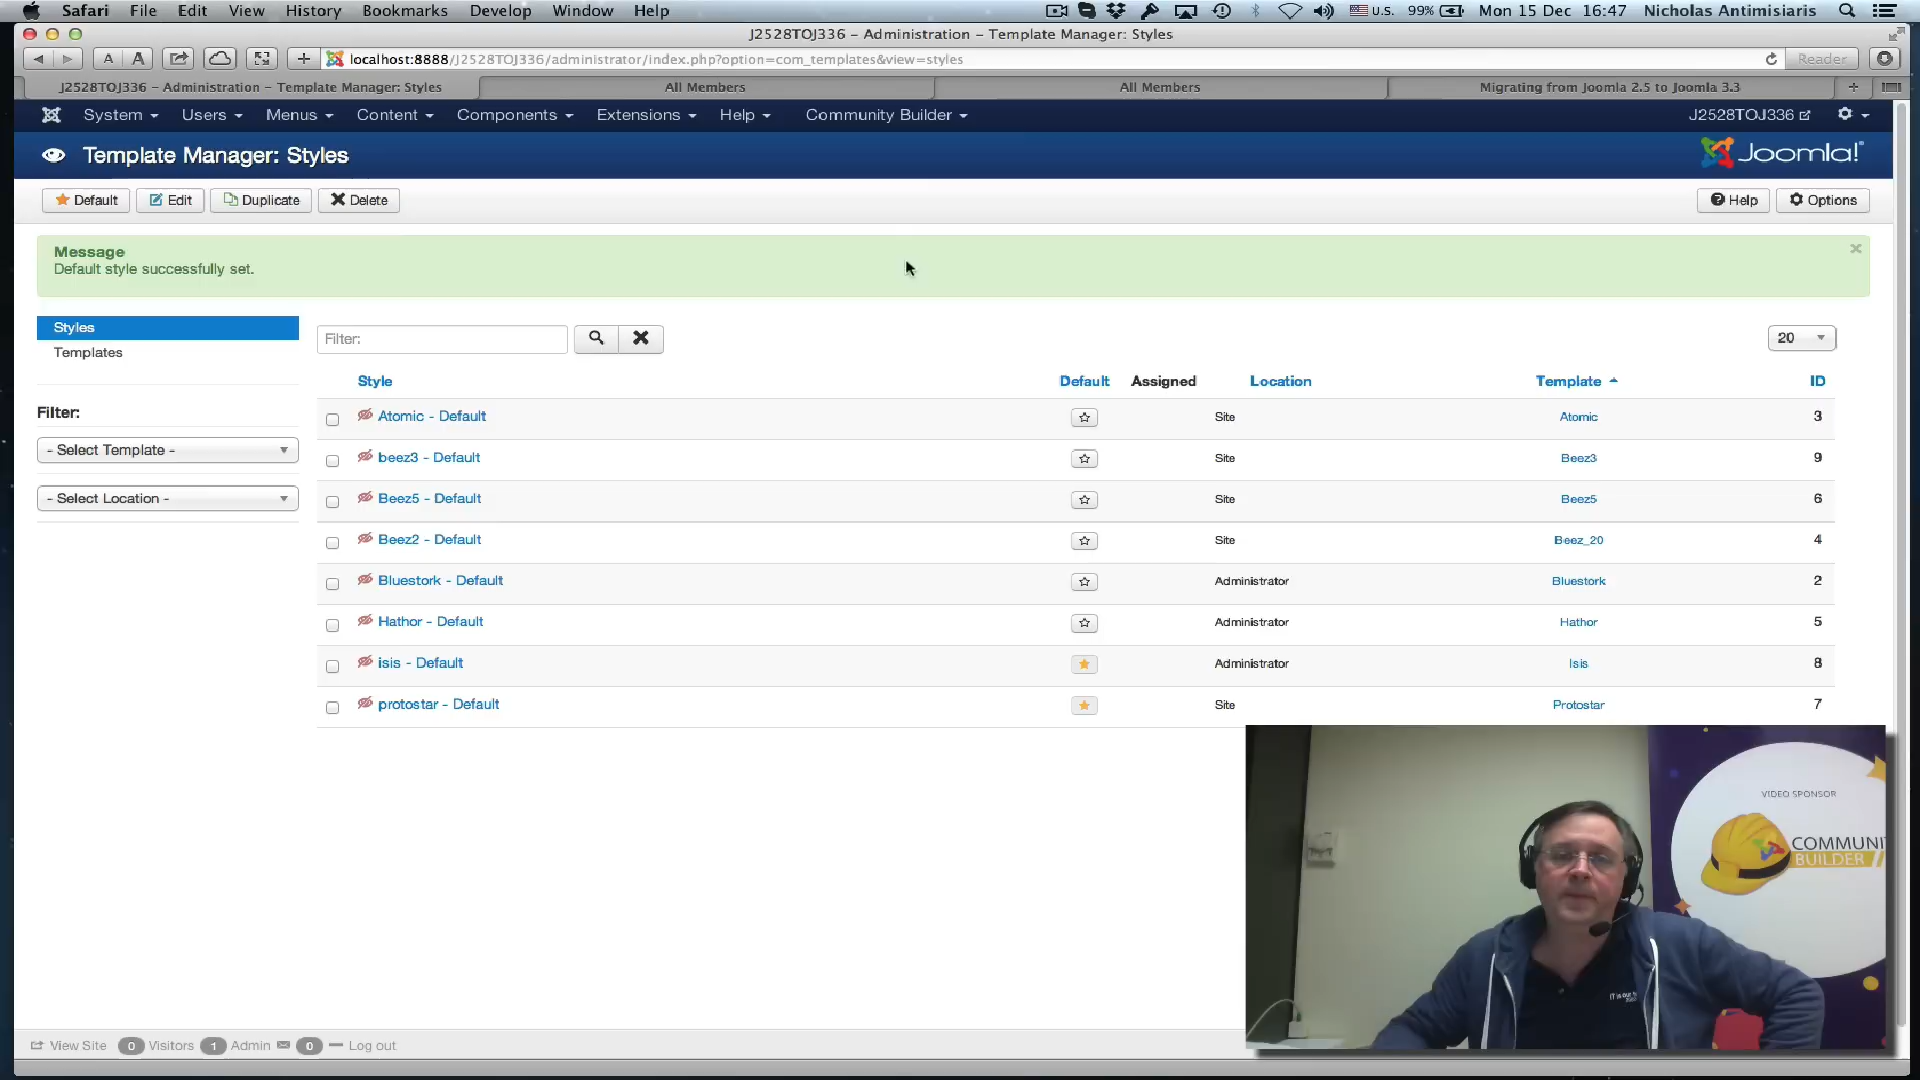 Safari File Edit View History Bookmarks Develop Window Help U.S. 99% Mon 15 Dec 16:47 Nicholas Antimisiaris
J2528TOJ336 – Administration – Template Manager: Styles
A A + localhost:8888/J2528TOJ336/administrator/index.php?option=com_templates&view=styles Reader
J2528TOJ336 – Administration – Template Manager: Styles All Members All Members Migrating from Joomla 2.5 to Joomla 3.3 +
System Users Menus Content Components Extensions Help Community Builder J2528TOJ336
Template Manager: Styles Joomla!
Default Edit Duplicate Delete Help Options
Message
Default style successfully set.
Styles
Templates
Filter:
- Select Template -
- Select Location -
Filter: 20
Style Default Assigned Location Template ID
Atomic - Default Site Atomic 3
beez3 - Default Site Beez3 9
Beez5 - Default Site Beez5 6
Beez2 - Default Site Beez_20 4
Bluestork - Default Administrator Bluestork 2
Hathor - Default Administrator Hathor 5
isis - Default Administrator Isis 8
protostar - Default Site Protostar 7
VIDEO SPONSOR
COMMUNI
BUILDER
IT is our
View Site 0 Visitors 1 Admin 0 Log out